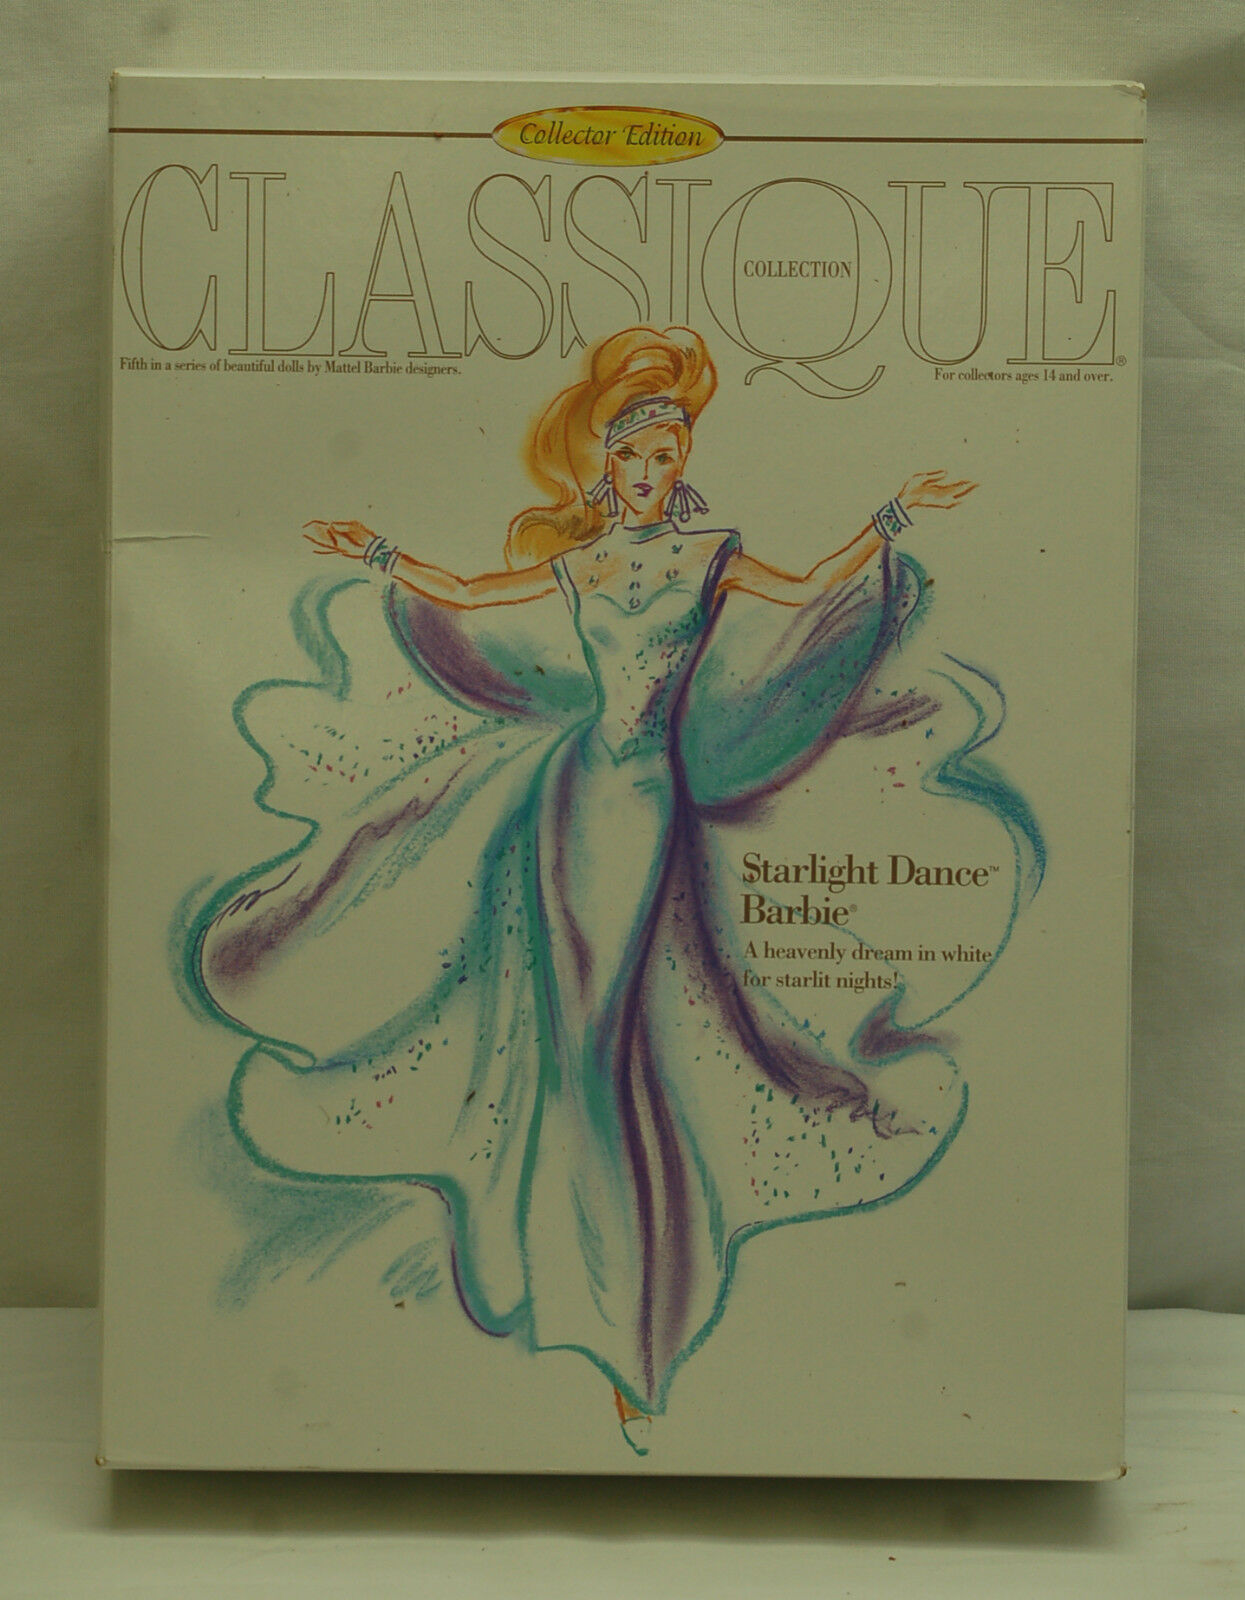 Collector Edition
CLASSIQUE®
COLLECTION
Fifth in a series of beautiful dolls by Mattel Barbie designers.
For collectors ages 14 and over.
Starlight Dance™
Barbie®
A heavenly dream in white
for starlit nights!